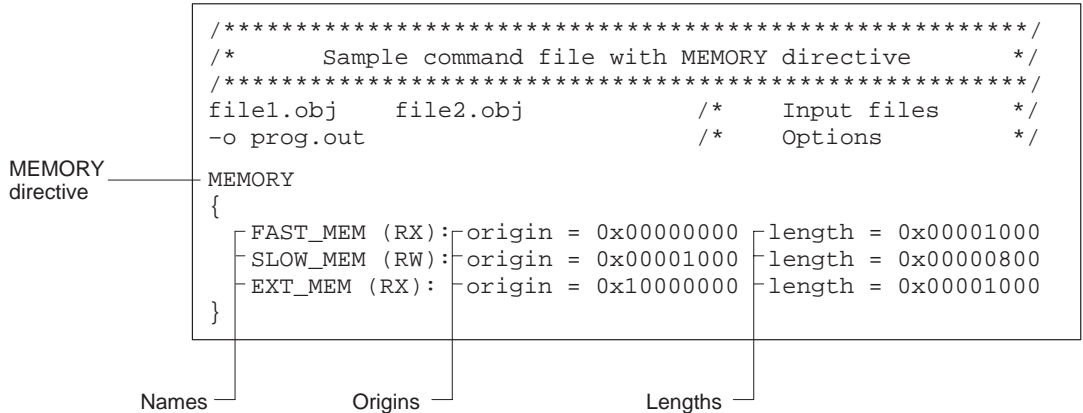 /*********************************************************/
/*      Sample command file with MEMORY directive       */
/*********************************************************/
file1.obj    file2.obj            /*    Input files     */
−o prog.out                       /*    Options         */
MEMORY directive
MEMORY
{
FAST_MEM (RX): origin = 0x00000000 length = 0x00001000
SLOW_MEM (RW): origin = 0x00001000 length = 0x00000800
EXT_MEM (RX): origin = 0x10000000 length = 0x00001000
}
Names Origins Lengths